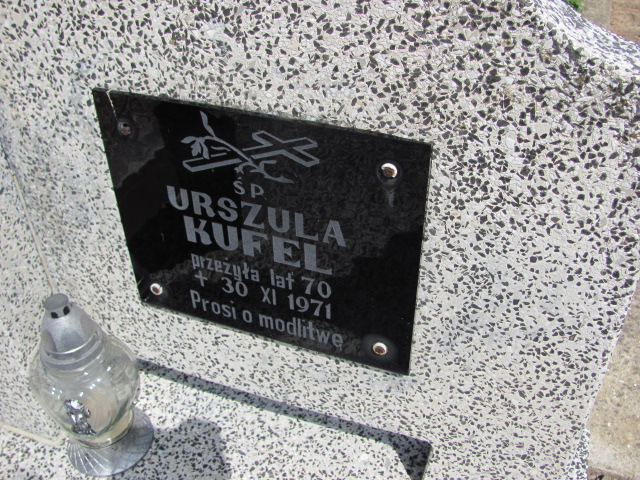 ŚP
URSZULA
KUFEL
przeżyła lat 70
+ 30 XI 1971
Prosi o modlitwę